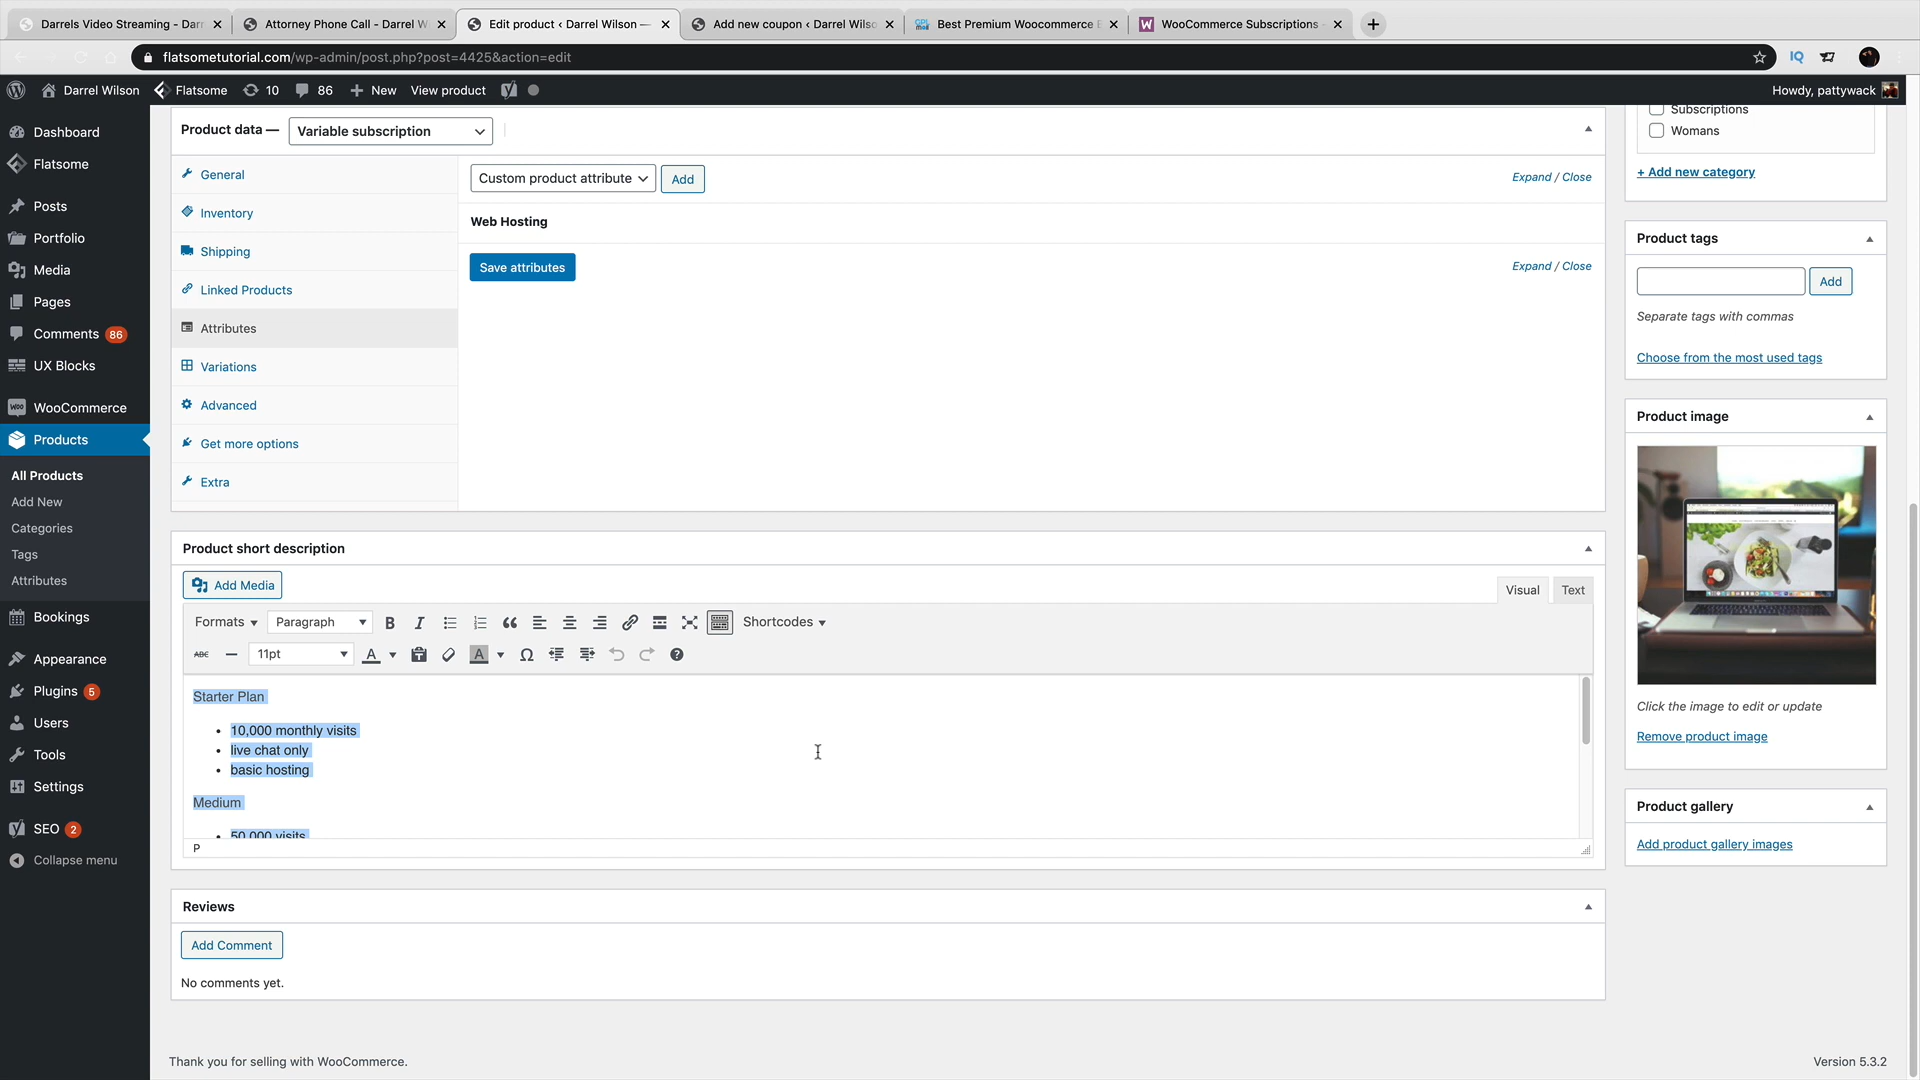 Darrels Video Streaming - Darr
Attorney Phone Call - Darrel W
Edit product ‹ Darrel Wilson —
Add new coupon ‹ Darrel Wilso
Best Premium Woocommerce
WooCommerce Subscriptions
flatsometutorial.com/wp-admin/post.php?post=4425&action=edit
IQ
Darrel Wilson
Flatsome
10
86
New
View product
Howdy, pattywack
Dashboard
Flatsome
Posts
Portfolio
Media
Pages
Comments 86
UX Blocks
WooCommerce
Products
All Products
Add New
Categories
Tags
Attributes
Bookings
Appearance
Plugins 5
Users
Tools
Settings
SEO 2
Collapse menu
Product data —
Variable subscription
General
Inventory
Shipping
Linked Products
Attributes
Variations
Advanced
Get more options
Extra
Custom product attribute
Add
Expand / Close
Web Hosting
Save attributes
Expand / Close
Product short description
Add Media
Visual
Text
Formats
Paragraph
B
I
Shortcodes
ABC
11pt
A
A
Ω
Starter Plan
• 10,000 monthly visits
• live chat only
• basic hosting
Medium
• 50,000 visits
P
Reviews
Add Comment
No comments yet.
Subscriptions
Womans
+ Add new category
Product tags
Add
Separate tags with commas
Choose from the most used tags
Product image
Click the image to edit or update
Remove product image
Product gallery
Add product gallery images
Thank you for selling with WooCommerce.
Version 5.3.2